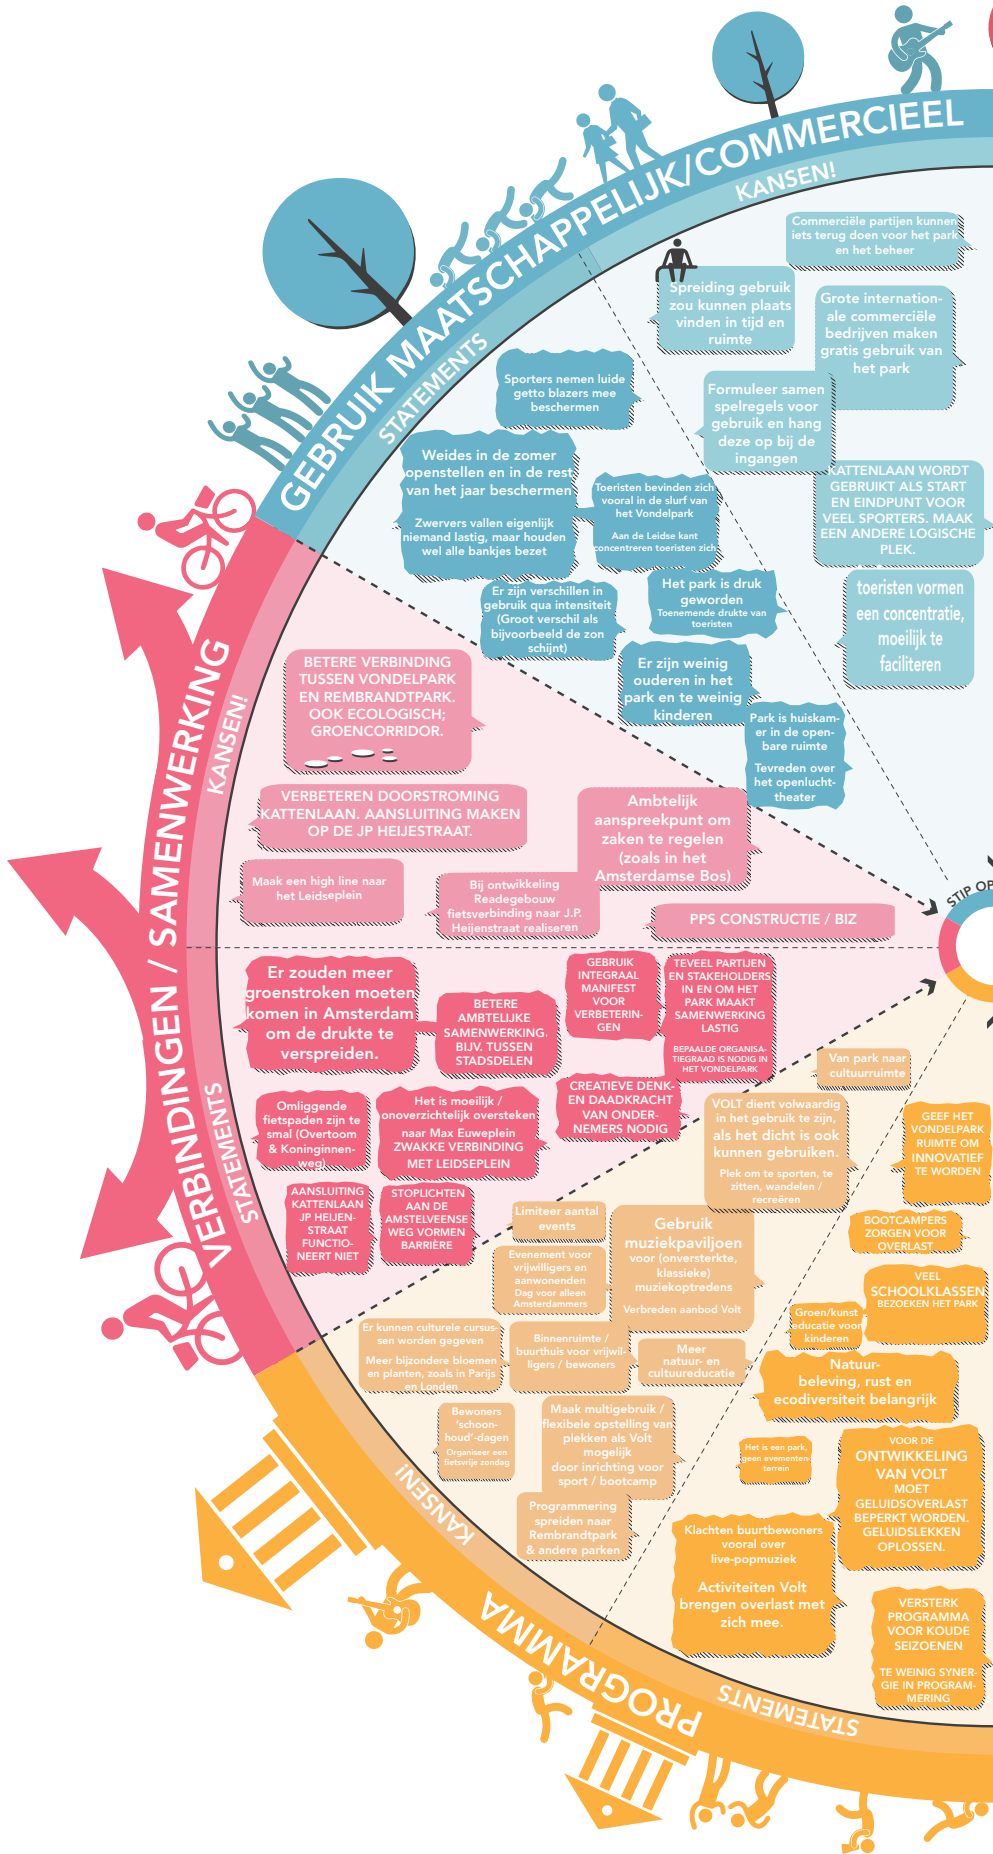 GEBRUIK MAATSCHAPPELIJK/COMMERCIEEL
KANSEN!
Commerciële partijen kunnen
iets terug doen voor het park
en het beheer
Spreiding gebruik
zou kunnen plaats
vinden in tijd en
ruimte
Grote internation-
ale commerciële
bedrijven maken
gratis gebruik van
het park
Formuleer samen
spelregels voor
gebruik en hang
deze op bij de
ingangen
KATTENLAAN WORDT
GEBRUIKT ALS START
EN EINDPUNT VOOR
VEEL SPORTERS. MAAK
EEN ANDERE LOGISCHE
PLEK.
toeristen vormen
een concentratie,
moeilijk te
faciliteren
STATEMENTS
Sporters nemen luide
getto blazers mee
beschermen
Weides in de zomer
openstellen en in de rest
van het jaar beschermen
Zwervers vallen eigenlijk
niemand lastig, maar houden
wel alle bankjes bezet
Toeristen bevinden zich
vooral in de slurf van
het Vondelpark
Aan de Leidse kant
concentreren toeristen zich
Er zijn verschillen in
gebruik qua intensiteit
(Groot verschil als
bijvoorbeeld de zon
schijnt)
Het park is druk
geworden
Toenemende drukte van
toeristen
Er zijn weinig
ouderen in het
park en te weinig
kinderen
Park is huiskam-
er in de open-
bare ruimte
Tevreden over
het openlucht-
theater
STIP OP
VERBINDINGEN / SAMENWERKING
KANSEN!
BETERE VERBINDING
TUSSEN VONDELPARK
EN REMBRANDTPARK.
OOK ECOLOGISCH;
GROENCORRIDOR.
VERBETEREN DOORSTROMING
KATTENLAAN. AANSLUITING MAKEN
OP DE JP HEIJESTRAAT.
Ambtelijk
aanspreekpunt om
zaken te regelen
(zoals in het
Amsterdamse Bos)
Maak een high line naar
het Leidseplein
Bij ontwikkeling
Readegebouw
fietsverbinding naar J.P.
Heijenstraat realiseren
PPS CONSTRUCTIE / BIZ
STATEMENTS
Er zouden meer
groenstroken moeten
komen in Amsterdam
om de drukte te
verspreiden.
BETERE
AMBTELIJKE
SAMENWERKING.
BIJV. TUSSEN
STADSDELEN
GEBRUIK
INTEGRAAL
MANIFEST
VOOR
VERBETERIN-
GEN
TEVEEL PARTIJEN
EN STAKEHOLDERS
IN EN OM HET
PARK MAAKT
SAMENWERKING
LASTIG
BEPAALDE ORGANISA-
TIEGRAAD IS NODIG IN
HET VONDELPARK
CREATIEVE DENK-
EN DAADKRACHT
VAN ONDER-
NEMERS NODIG
Omliggende
fietspaden zijn te
smal (Overtoom
& Koninginnen-
weg)
Het is moeilijk /
onoverzichtelijk oversteken
naar Max Euweplein
ZWAKKE VERBINDING
MET LEIDSEPLEIN
AANSLUITING
KATTENLAAN
JP HEIJEN-
STRAAT
FUNCTIO-
NEERT NIET
STOPLICHTEN
AAN DE
AMSTELVEENSE
WEG VORMEN
BARRIÈRE
PROGRAMMA
KANSEN!
Van park naar
cultuurruimte
VOLT dient volwaardig
in het gebruik te zijn,
als het dicht is ook
kunnen gebruiken.
Plek om te sporten, te
zitten, wandelen /
recreëren
Limiteer aantal
events
Gebruik
muziekpaviljoen
voor (onversterkte,
klassieke)
muziekoptredens
Verbreden aanbod Volt
Evenement voor
vrijwilligers en
aanwonenden
Dag voor alleen
Amsterdammers
Er kunnen culturele cursus-
sen worden gegeven
Meer bijzondere bloemen
en planten, zoals in Parijs
en Londen
Binnenruimte /
buurthuis voor vrijwil-
ligers / bewoners
Meer
natuur- en
cultuureducatie
Bewoners
'schoon-
houd'-dagen
Organiseer een
fietsvrije zondag
Maak multigebruik /
flexibele opstelling van
plekken als Volt
mogelijk
door inrichting voor
sport / bootcamp
Programmering
spreiden naar
Rembrandtpark
& andere parken
STATEMENTS
GEEF HET
VONDELPARK
RUIMTE OM
INNOVATIEF
TE WORDEN
BOOTCAMPERS
ZORGEN VOOR
OVERLAST
VEEL
SCHOOLKLASSEN
BEZOEKEN HET PARK
Groen/kunst
educatie voor
kinderen
Natuur-
beleving, rust en
ecodiversiteit belangrijk
Het is een park,
geen evementen-
terrein
VOOR DE
ONTWIKKELING
VAN VOLT
MOET
GELUIDSOVERLAST
BEPERKT WORDEN.
GELUIDSLEKKEN
OPLOSSEN.
Klachten buurtbewoners
vooral over
live-popmuziek
Activiteiten Volt
brengen overlast met
zich mee.
VERSTERK
PROGRAMMA
VOOR KOUDE
SEIZOENEN
TE WEINIG SYNER-
GIE IN PROGRAM-
MERING